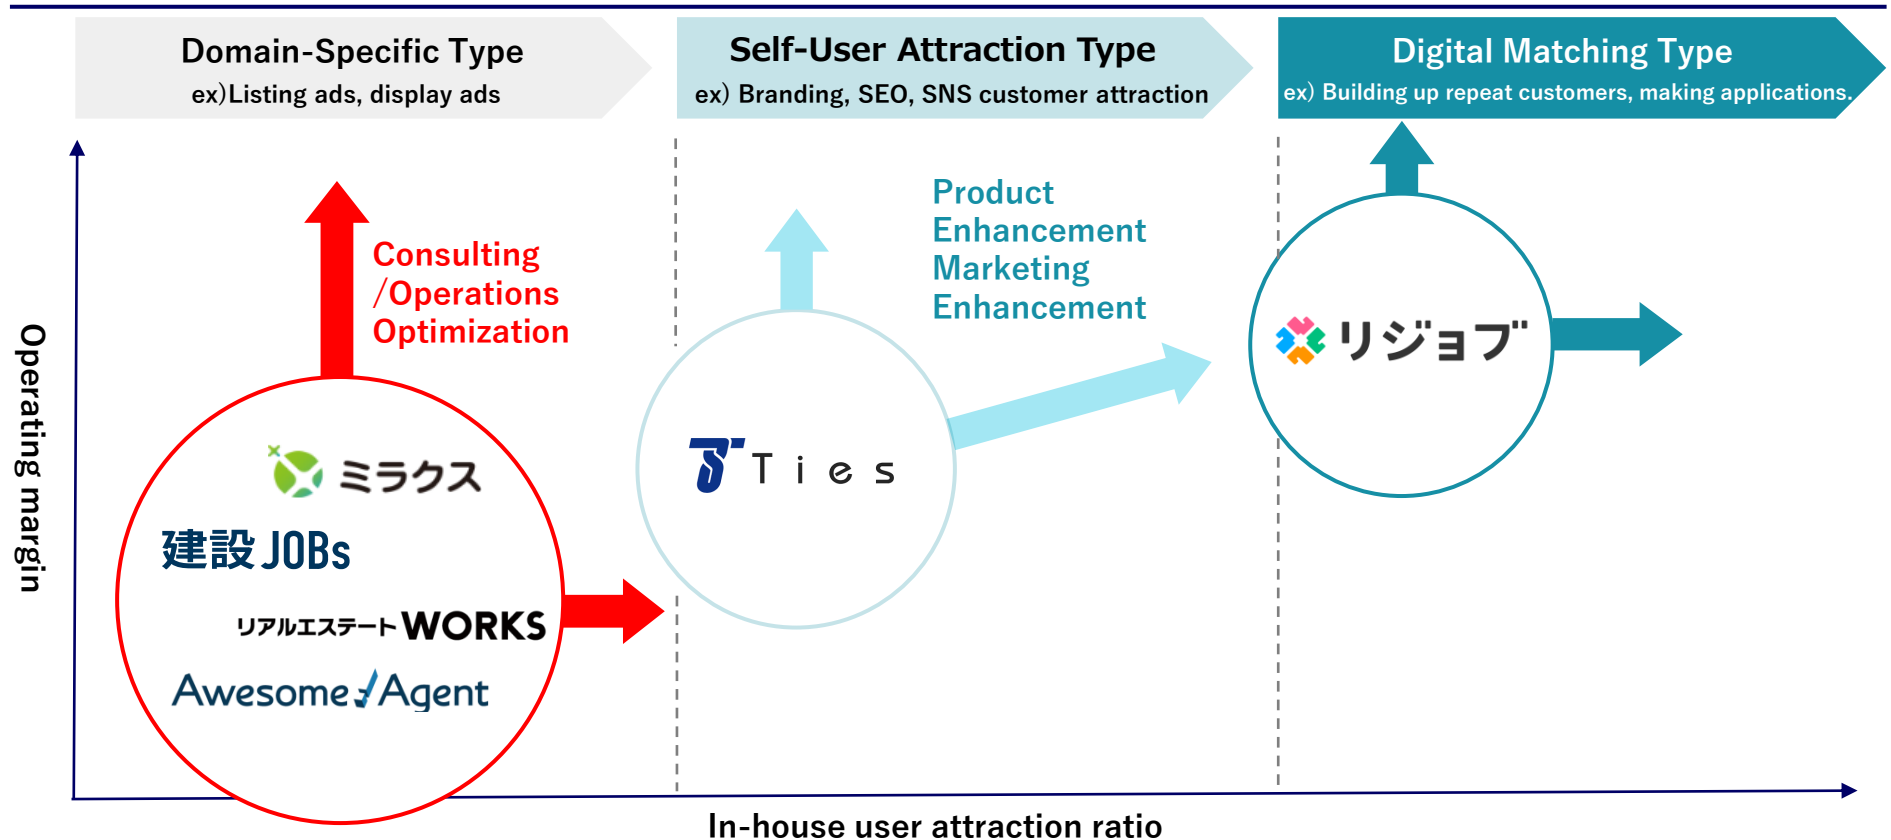 Domain-Specific Type
ex)Listing ads, display ads
Self-User Attraction Type
ex) Branding, SEO, SNS customer attraction
Digital Matching Type
ex) Building up repeat customers, making applications.
Operating margin
Consulting
/Operations
Optimization
Product
Enhancement
Marketing
Enhancement
ミラクス
建設JOBs
リアルエステートWORKS
Awesome Agent
Ties
リジョブ
In-house user attraction ratio